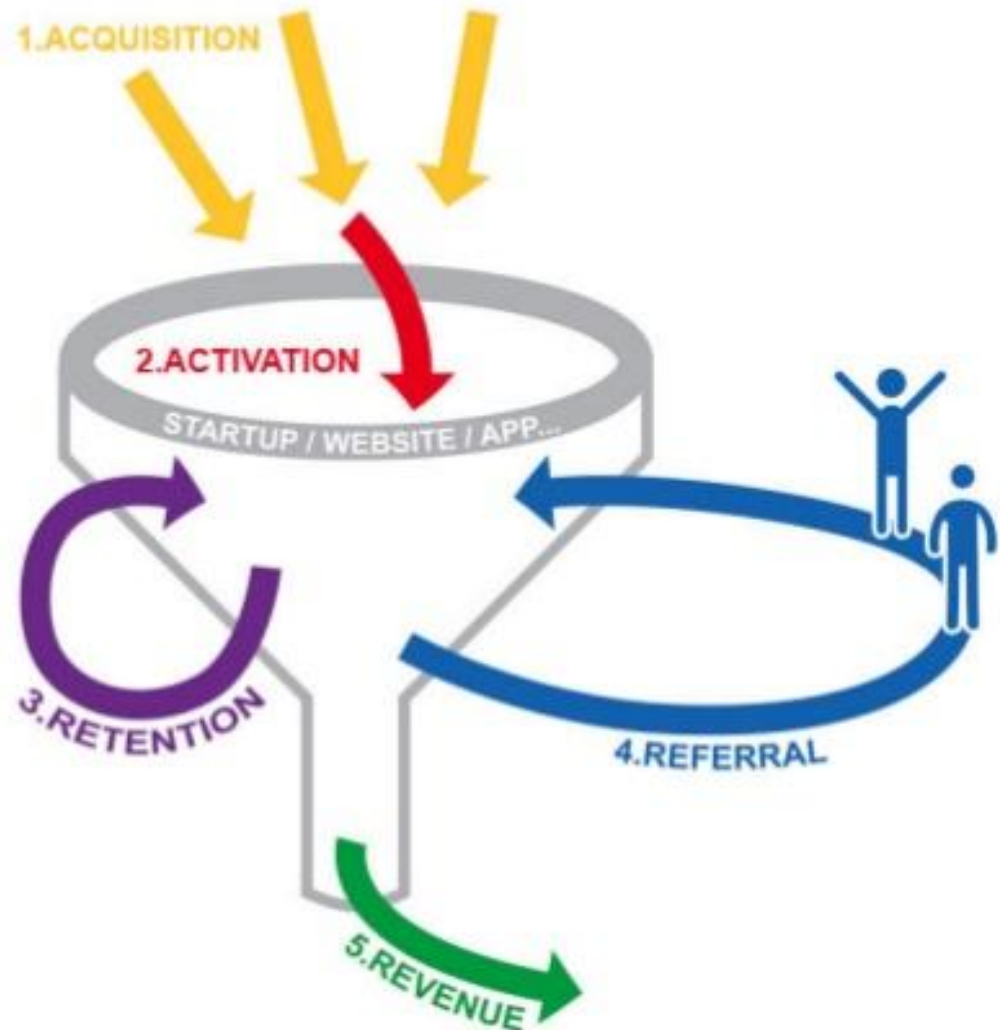 1.ACQUISITION
2.ACTIVATION
STARTUP / WEBSITE / APP...
3.RETENTION
4.REFERRAL
5.REVENUE